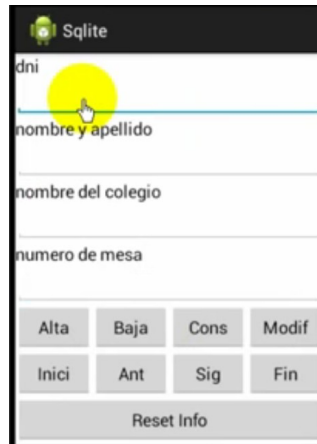 Sqlite
dni
nombre y apellido
nombre del colegio
numero de mesa
Alta Baja Cons Modif
Inici Ant Sig Fin
Reset Info